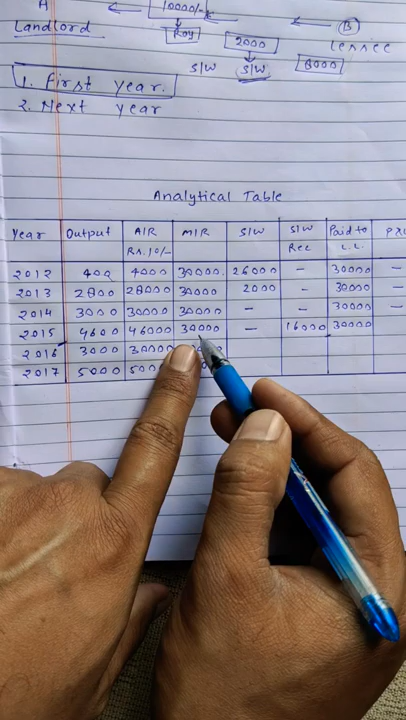 A 10000/-
Landlord Roy 2000 B
S/W S/W 8000 lessee
1. First year.
2. Next year
Analytical Table
Year Output A/R M/R S/W S/W Paid to
Rs. 10/- Rec L.L.
2012 400 4000 30000. 26000 - 30000 -
2013 2800 28000 30000 2000 - 30000 -
2014 3000 30000 30000 - - 30000 -
2015 4600 46000 30000 - 16000 30000
2016 3000 30000
2017 5000